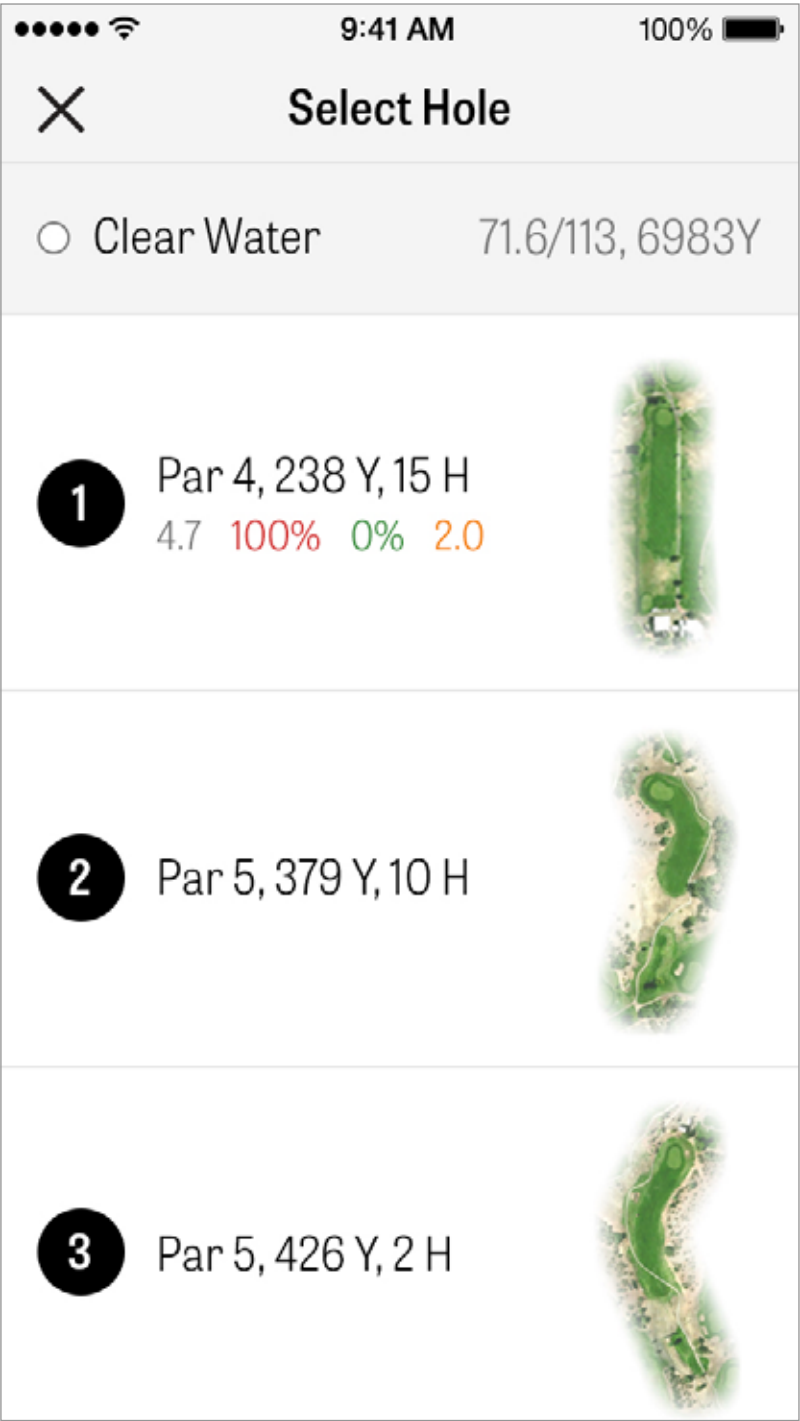 9:41 AM 100%
Select Hole
Clear Water 71.6/113, 6983Y
1 Par 4, 238 Y, 15 H
4.7 100% 0% 2.0
2 Par 5, 379 Y, 10 H
3 Par 5, 426 Y, 2 H